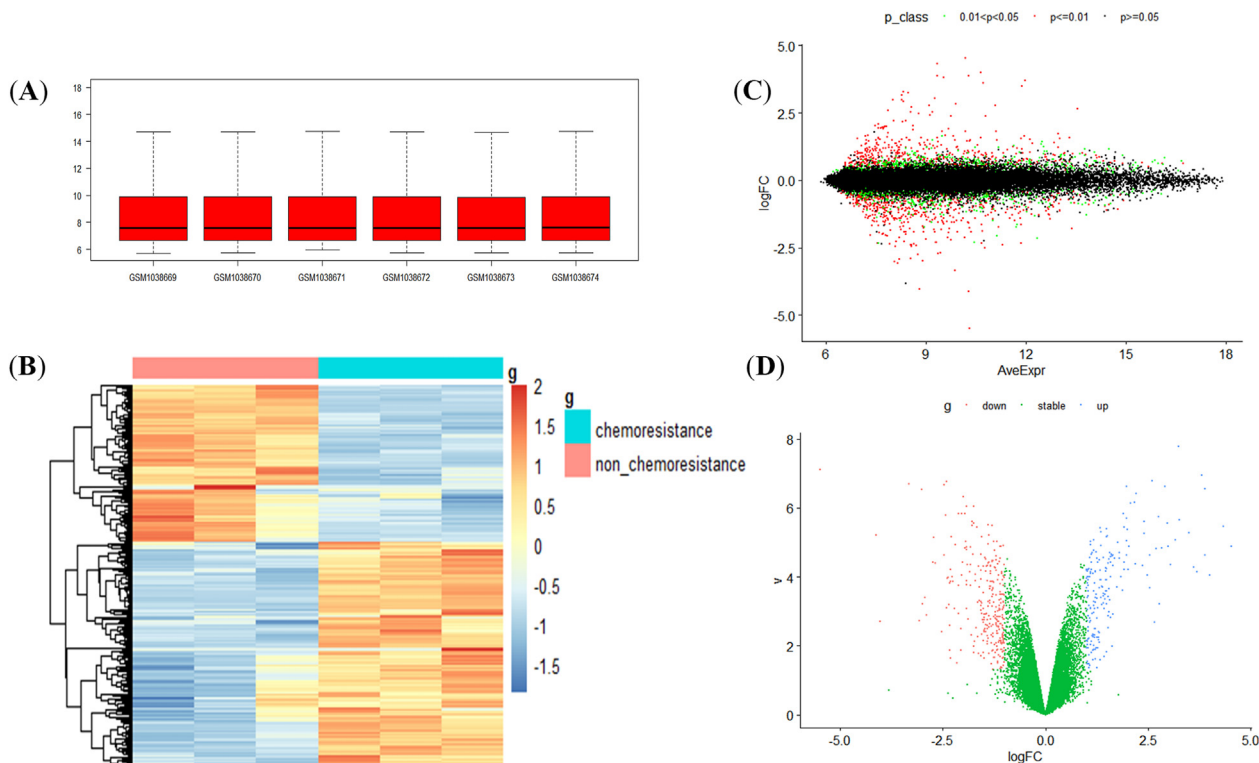 (A)
18
16
14
12
10
8
6
GSM1038669 GSM1038670 GSM1038671 GSM1038672 GSM1038673 GSM1038674
(B)
g
2
1.5
1
0.5
0
-0.5
-1
-1.5
g
chemoresistance
non_chemoresistance
(C)
p_class 0.01<p<0.05 p<=0.01 p>=0.05
logFC
5.0
2.5
0.0
-2.5
-5.0
6 9 12 15 18
AveExpr
(D)
g down stable up
v
8
6
4
2
0
-5.0 -2.5 0.0 2.5 5.0
logFC